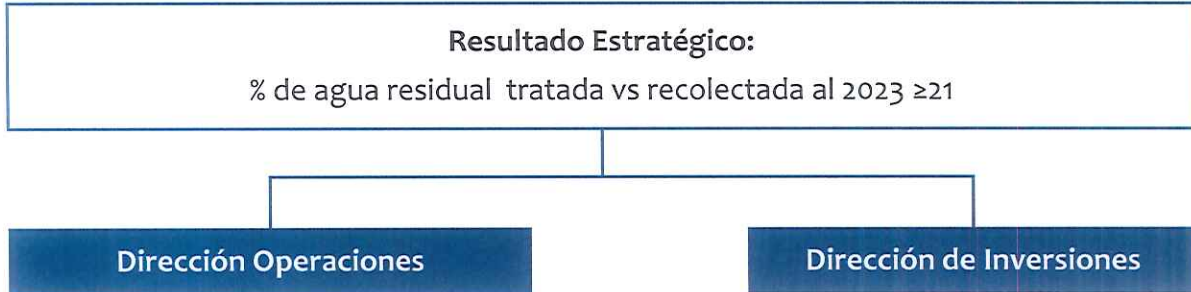 Resultado Estratégico:
% de agua residual tratada vs recolectada al 2023 ≥21
Dirección Operaciones
Dirección de Inversiones